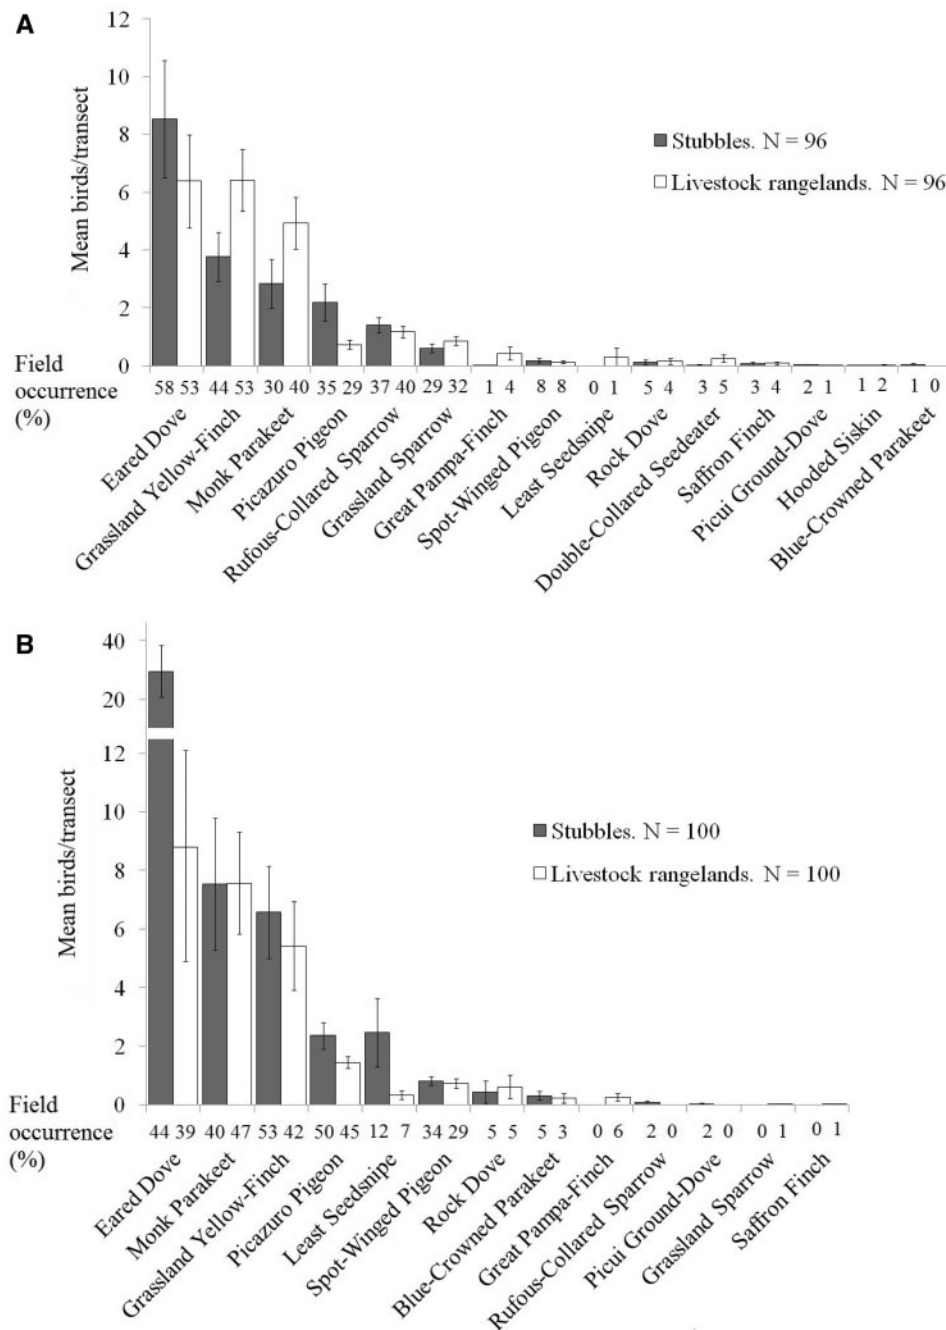 A
12
10
8
6
4
2
0
Mean birds/transect
Stubbles. N = 96
Livestock rangelands. N = 96
Field
occurrence
(%)
58 53 44 53 30 40 35 29 37 40 29 32 1 4 8 8 0 1 5 4 3 5 3 4 2 1 1 2 1 0
Eared Dove
Grassland Yellow-Finch
Monk Parakeet
Picazuro Pigeon
Rufous-Collared Sparrow
Grassland Sparrow
Great Pampa-Finch
Spot-Winged Pigeon
Least Seedsnipe
Rock Dove
Double-Collared Seedeater
Saffron Finch
Picui Ground-Dove
Hooded Siskin
Blue-Crowned Parakeet
B
40
20
12
10
8
6
4
2
0
Mean birds/transect
Stubbles. N = 100
Livestock rangelands. N = 100
Field
occurrence
(%)
44 39 40 47 53 42 50 45 12 7 34 29 5 5 5 3 0 6 2 0 2 0 0 1 0 1
Eared Dove
Monk Parakeet
Grassland Yellow-Finch
Picazuro Pigeon
Least Seedsnipe
Spot-Winged Pigeon
Rock Dove
Blue-Crowned Parakeet
Great Pampa-Finch
Rufous-Collared Sparrow
Picui Ground-Dove
Grassland Sparrow
Saffron Finch